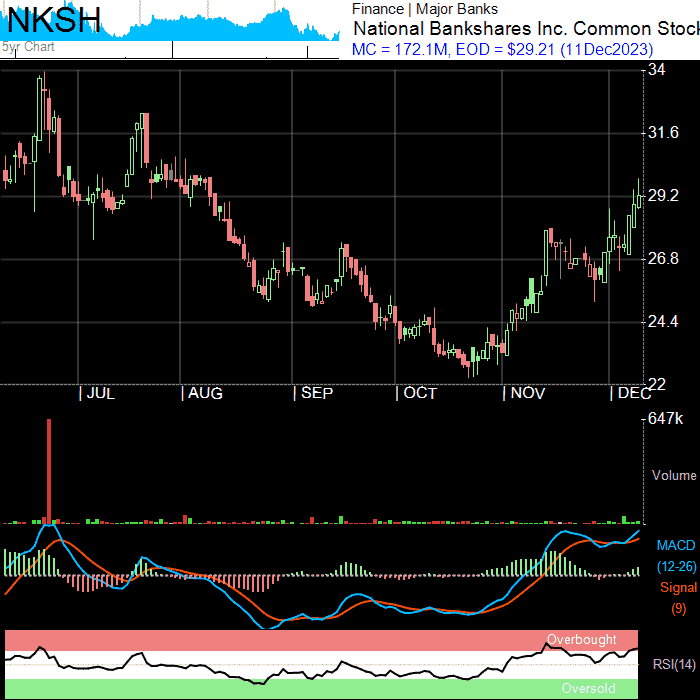 NKSH
5yr Chart
Finance | Major Banks
National Bankshares Inc. Common Stock
MC = 172.1M, EOD = $29.21 (11Dec2023)
34
31.6
29.2
26.8
24.4
22
| JUL
| AUG
| SEP
| OCT
| NOV
| DEC
647k
Volume
MACD
(12-26)
Signal
(9)
Overbought
RSI(14)
Oversold